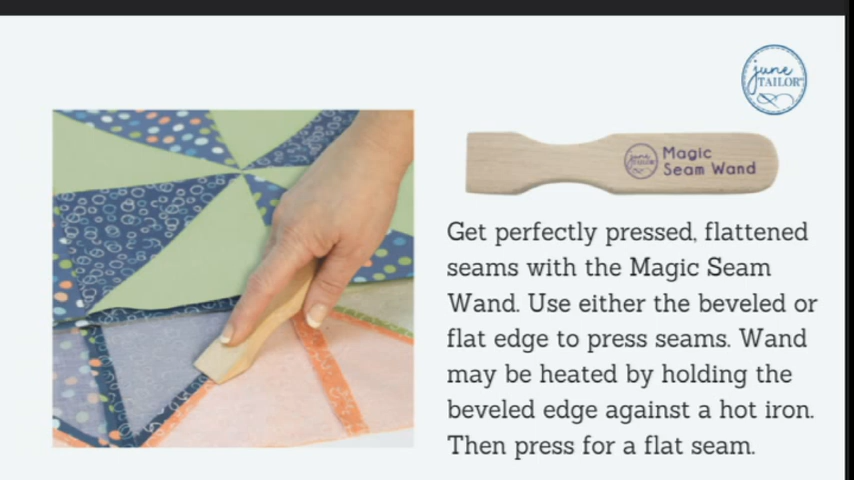 june
TAILOR
june
TAILOR
Magic
Seam Wand
Get perfectly pressed, flattened
seams with the Magic Seam
Wand. Use either the beveled or
flat edge to press seams. Wand
may be heated by holding the
beveled edge against a hot iron.
Then press for a flat seam.